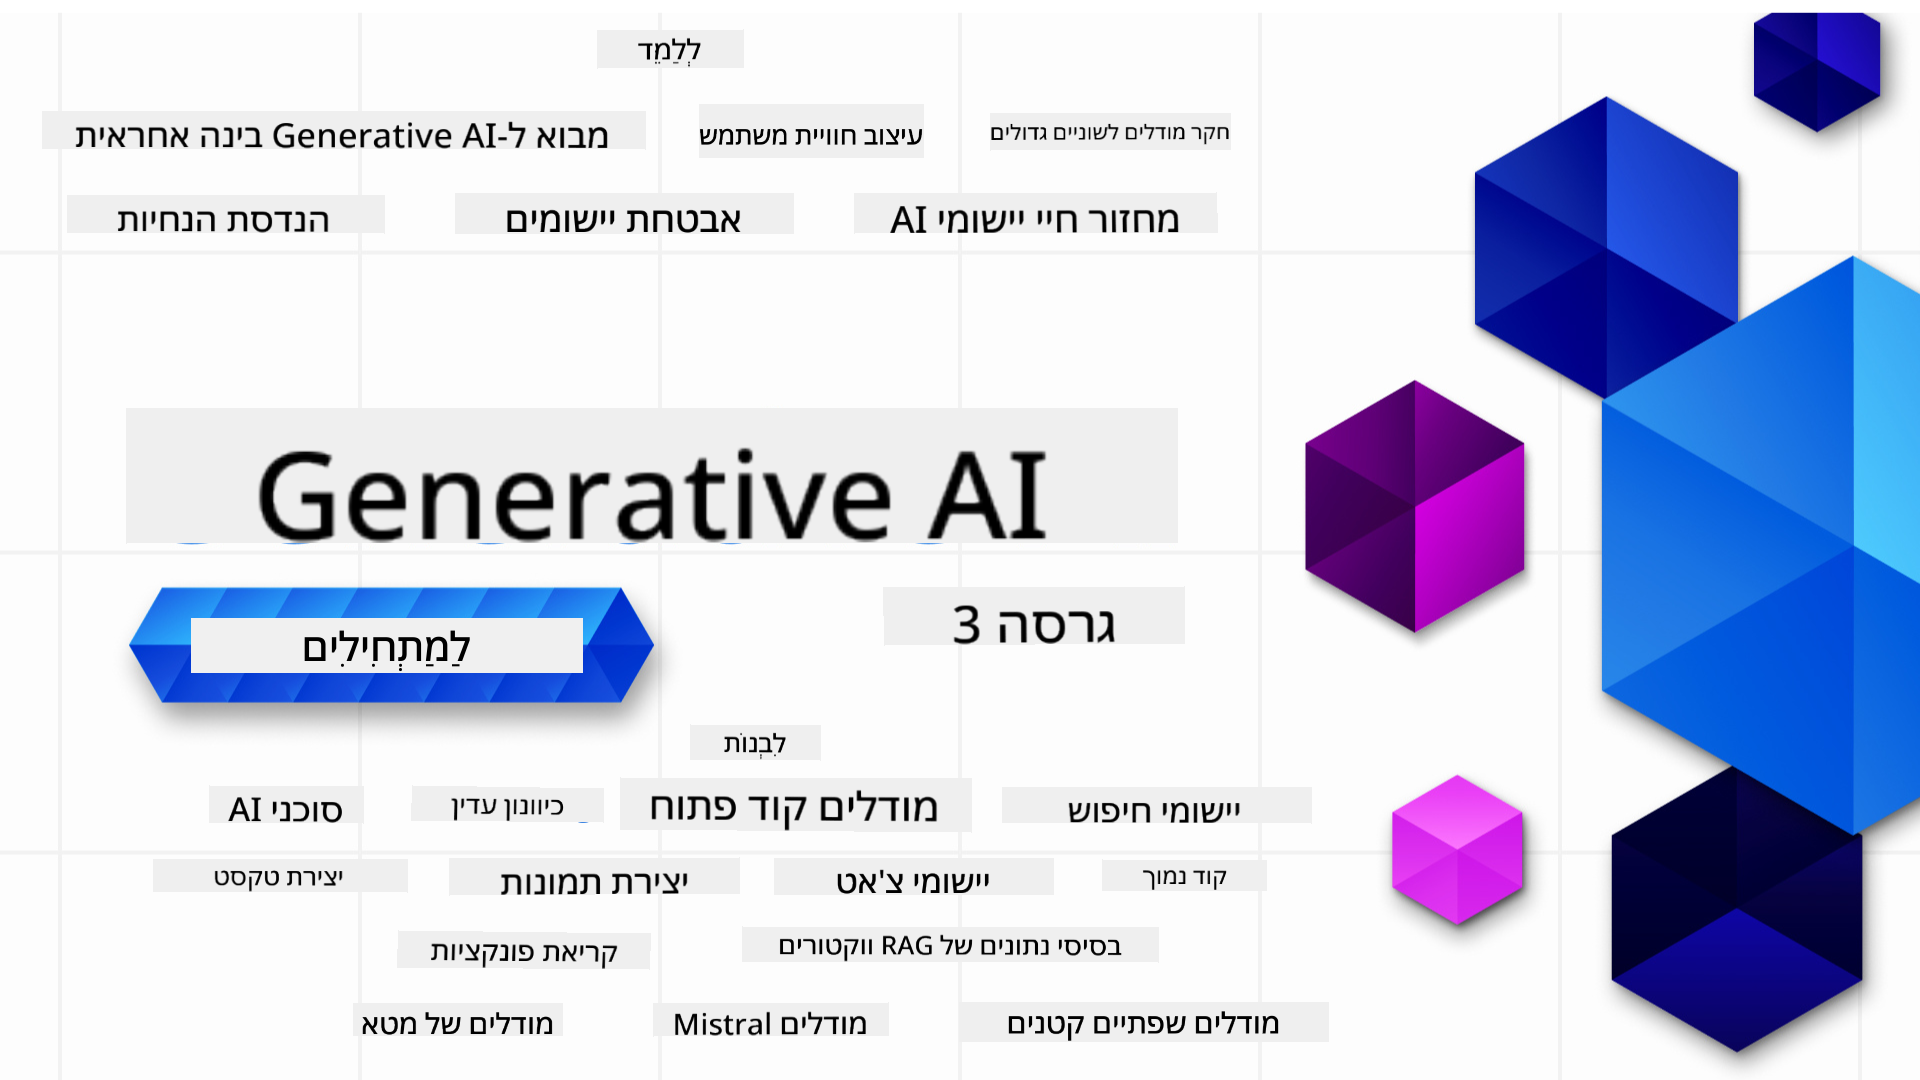 לְלַמֵד
מבוא ל-Generative AI בינה אחראית
עיצוב חוויית משתמש
חקר מודלים לשוניים גדולים
הנדסת הנחיות
אבטחת יישומים
מחזור חיי יישומי AI
Generative AI
לַמַתְחִילִים
גרסה 3
לִבְנוֹת
סוכני AI
כיוונון עדין
מודלים קוד פתוח
יישומי חיפוש
יצירת טקסט
יצירת תמונות
יישומי צ'אט
קוד נמוך
קריאת פונקציות
בסיסי נתונים של RAG ווקטורים
מודלים של מטא
מודלים Mistral
מודלים שפתיים קטנים